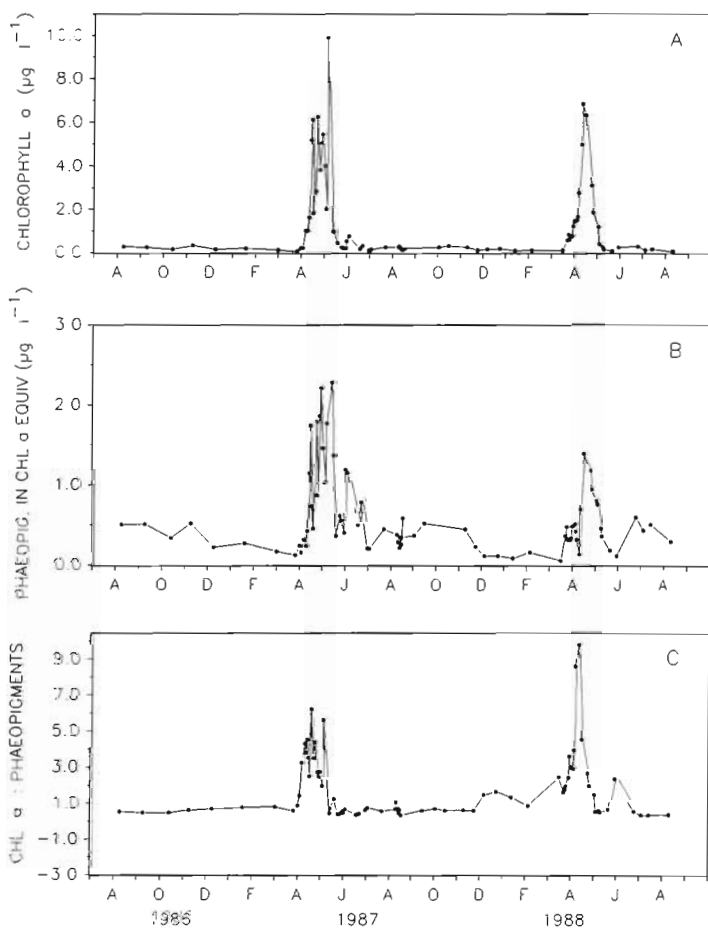 A
CHLOROPHYLL a (µg l⁻¹)
10.0
8.0
6.0
4.0
2.0
0.0
A O D F A J A O D F A J A
B
PHAEOPIG. IN CHL a EQUIV (µg l⁻¹)
3.0
2.0
1.0
0.0
A O D F A J A O D F A J A
C
CHL a : PHAEOPIGMENTS
9.0
7.0
5.0
3.0
1.0
−1.0
−3.0
A O D F A J A O D F A J A
1987 1988